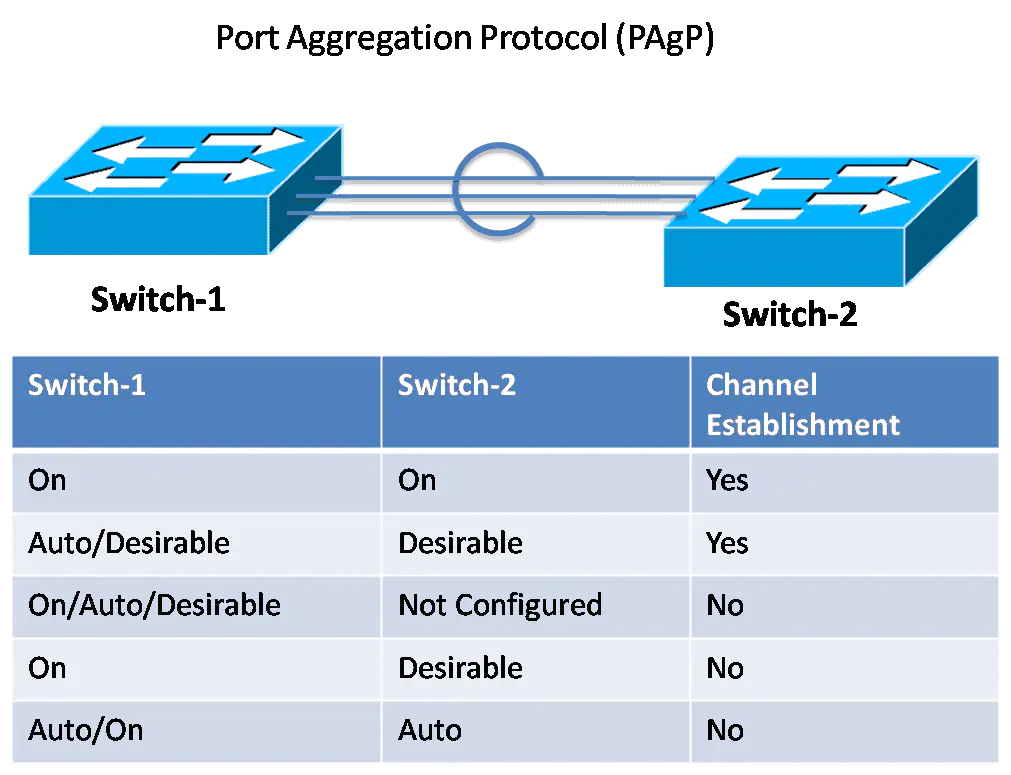 Port Aggregation Protocol (PAgP)
Switch-1
Switch-2
Switch-1 Switch-2 Channel
Establishment
On On Yes
Auto/Desirable Desirable Yes
On/Auto/Desirable Not Configured No
On Desirable No
Auto/On Auto No